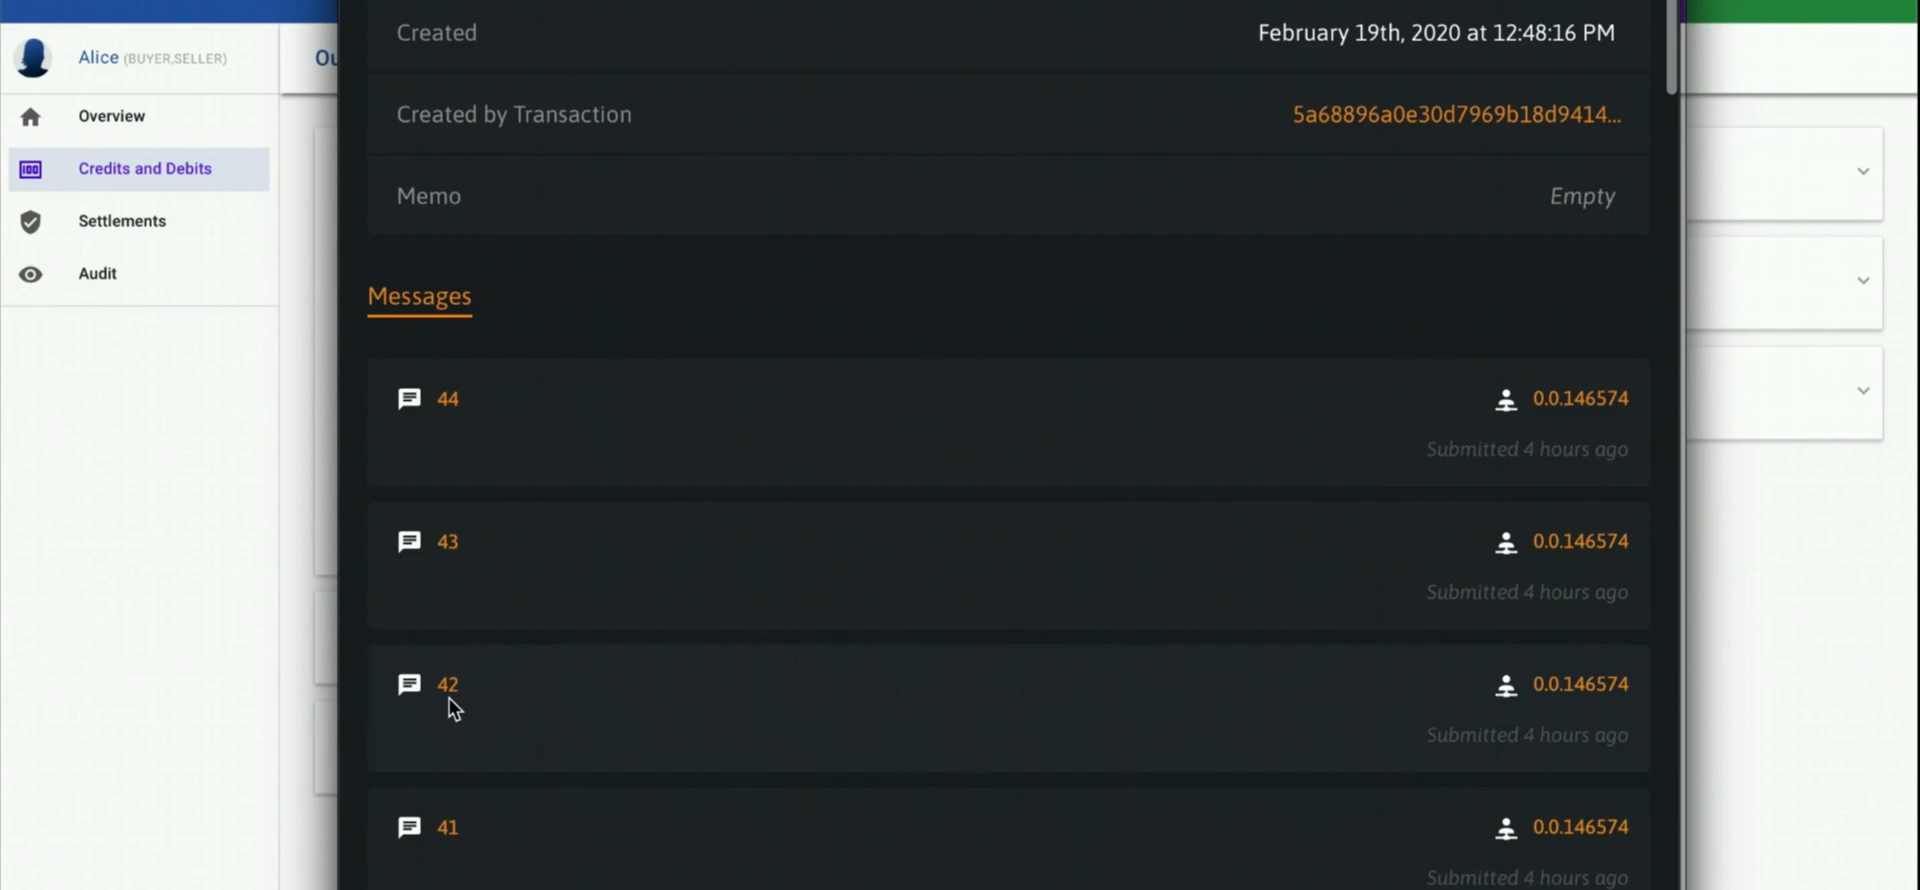 Alice (BUYER,SELLER)
Overview
Credits and Debits
Settlements
Audit
Created
February 19th, 2020 at 12:48:16 PM
Created by Transaction
5a68896a0e30d7969b18d9414...
Memo
Empty
Messages
44
0.0.146574
Submitted 4 hours ago
43
0.0.146574
Submitted 4 hours ago
42
0.0.146574
Submitted 4 hours ago
41
0.0.146574
Submitted 4 hours ago